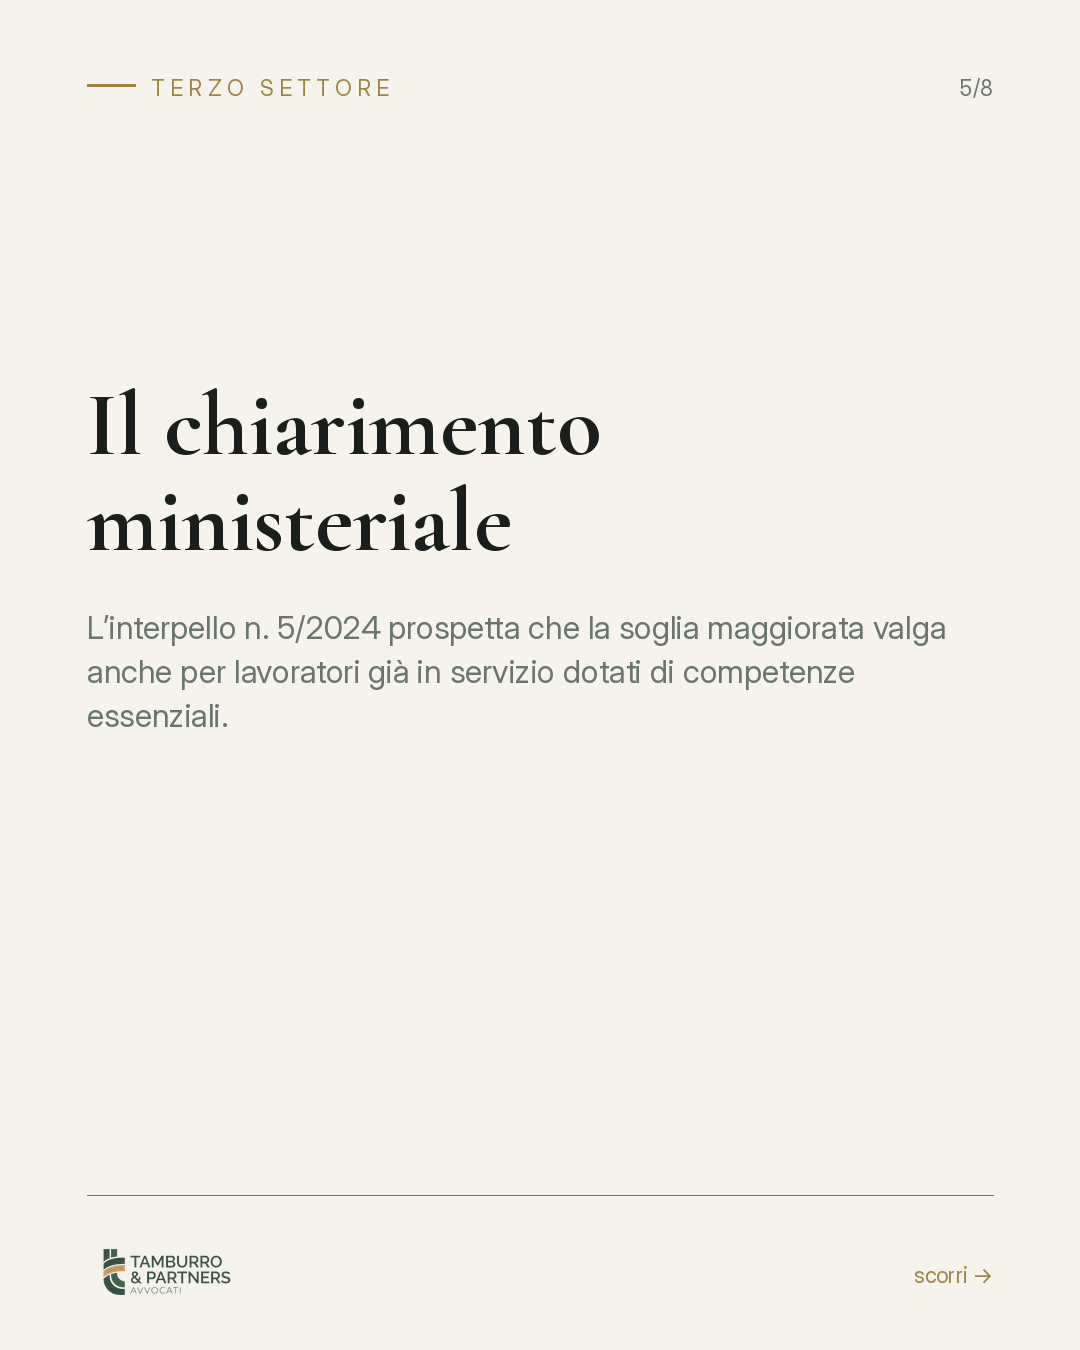 TERZO SETTORE
5/8
Il chiarimento
ministeriale
L’interpello n. 5/2024 prospetta che la soglia maggiorata valga
anche per lavoratori già in servizio dotati di competenze
essenziali.
TAMBURRO
& PARTNERS
AVVOCATI
scorri →